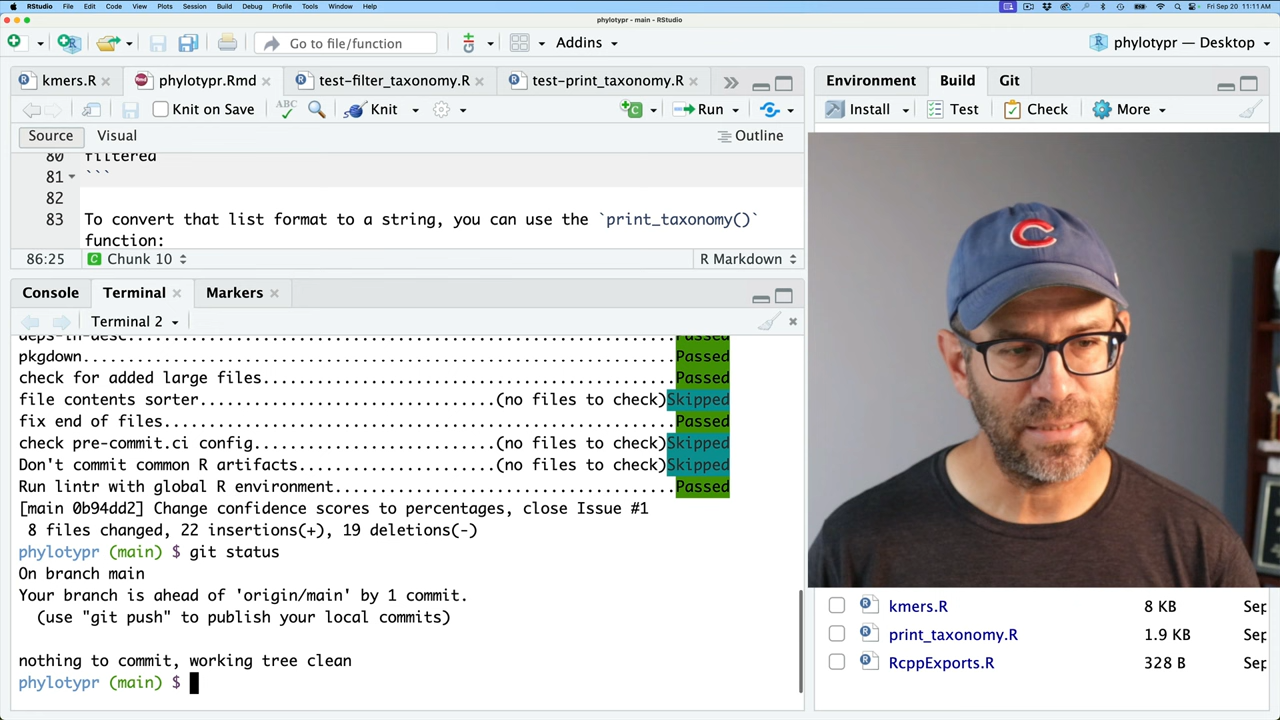 RStudio File Edit Code View Plots Session Build Debug Profile Tools Window Help Fri Sep 20 11:11 AM
phylotypr - main - RStudio
Go to file/function Addins phylotypr — Desktop
kmers.R phylotypr.Rmd test-filter_taxonomy.R test-print_taxonomy.R
Environment Build Git
Knit on Save ABC Knit Run
Install Test Check More
Source Visual Outline
80 filtered
81 ```
82
83 To convert that list format to a string, you can use the `print_taxonomy()`
function:
86:25 C Chunk 10 R Markdown
Console Terminal Markers
Terminal 2
deps-in-desc......................................................................Passed
pkgdown..................................................................Passed
check for added large files..............................................Passed
file contents sorter.................................(no files to check)Skipped
fix end of files.........................................................Passed
check pre-commit.ci config...........................(no files to check)Skipped
Don't commit common R artifacts......................(no files to check)Skipped
Run lintr with global R environment......................................Passed
[main 0b94dd2] Change confidence scores to percentages, close Issue #1
8 files changed, 22 insertions(+), 19 deletions(-)
phylotypr (main) $ git status
On branch main
Your branch is ahead of 'origin/main' by 1 commit.
(use "git push" to publish your local commits)
nothing to commit, working tree clean
phylotypr (main) $
C
kmers.R 8 KB Sep
print_taxonomy.R 1.9 KB Sep
RcppExports.R 328 B Sep